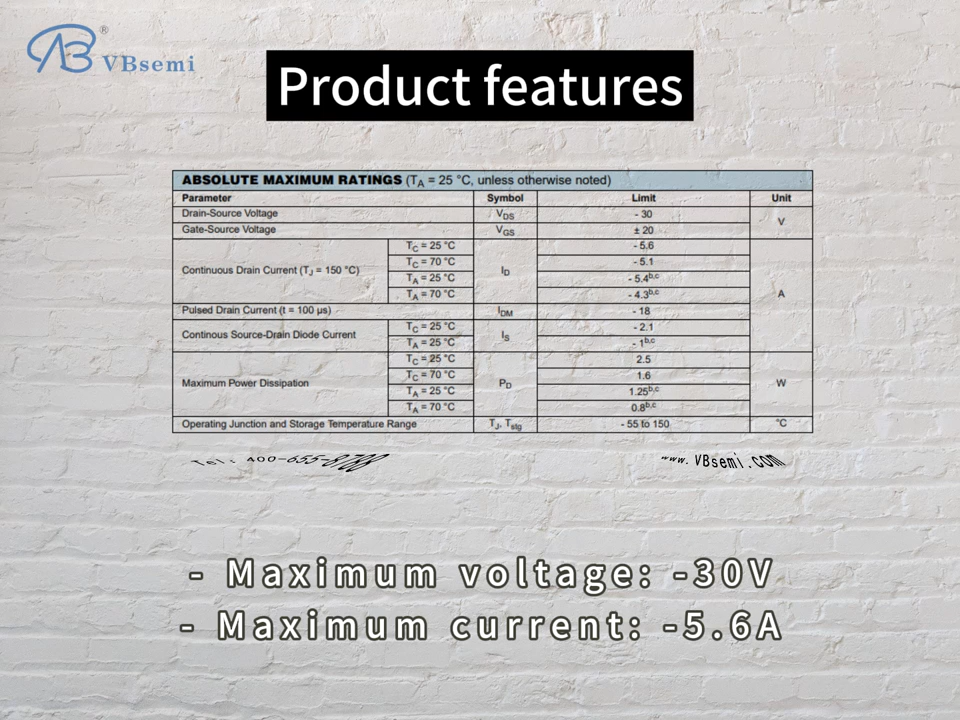 VBsemi ®
Product features
ABSOLUTE MAXIMUM RATINGS (TA = 25 °C, unless otherwise noted)
Parameter Symbol Limit Unit
Drain-Source Voltage VDS - 30 V
Gate-Source Voltage VGS ± 20
Continuous Drain Current (TJ = 150 °C) TC = 25 °C ID - 5.6 A
TC = 70 °C - 5.1
TA = 25 °C - 5.4b,c
TA = 70 °C - 4.3b,c
Pulsed Drain Current (t = 100 µs) IDM - 18
Continous Source-Drain Diode Current TC = 25 °C IS - 2.1
TA = 25 °C - 1b,c
Maximum Power Dissipation TC = 25 °C PD 2.5 W
TC = 70 °C 1.6
TA = 25 °C 1.25b,c
TA = 70 °C 0.8b,c
Operating Junction and Storage Temperature Range TJ, Tstg - 55 to 150 °C
Tel: 400-655-8788 www.VBsemi.com
- Maximum voltage: -30V
- Maximum current: -5.6A